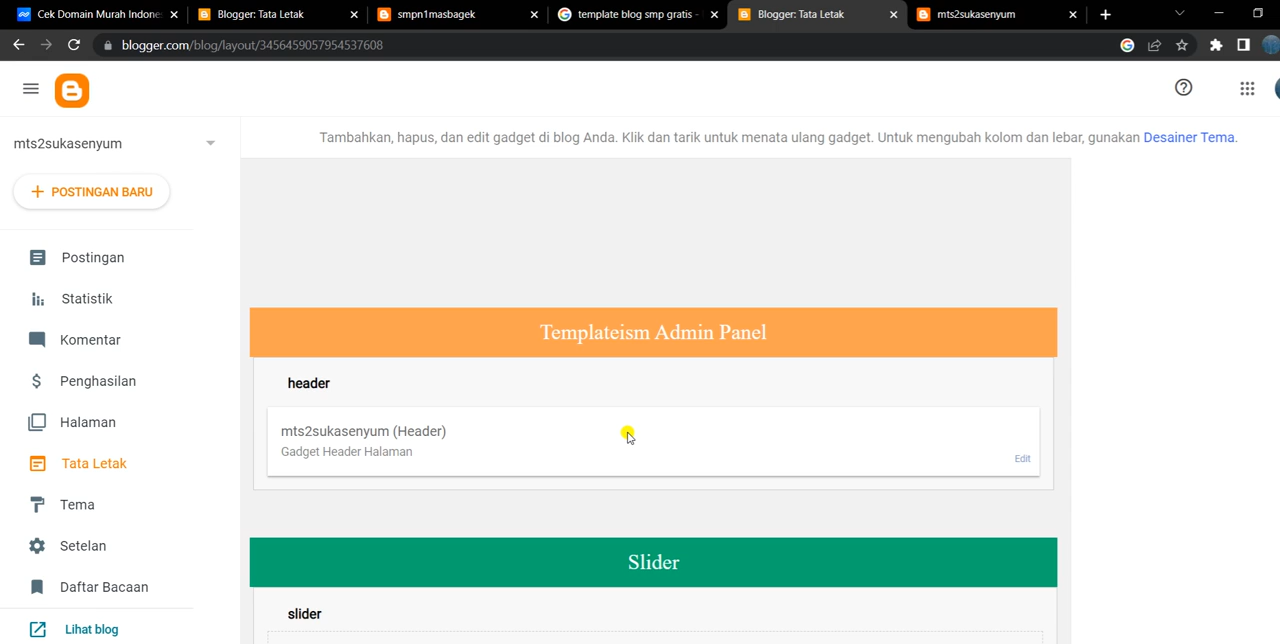 Cek Domain Murah Indone
Blogger: Tata Letak
smpn1masbagek
template blog smp gratis -
Blogger: Tata Letak
mts2sukasenyum
blogger.com/blog/layout/3456459057954537608
mts2sukasenyum
Tambahkan, hapus, dan edit gadget di blog Anda. Klik dan tarik untuk menata ulang gadget. Untuk mengubah kolom dan lebar, gunakan Desainer Tema.
+ POSTINGAN BARU
Postingan
Statistik
Komentar
Penghasilan
Halaman
Tata Letak
Tema
Setelan
Daftar Bacaan
Lihat blog
Templateism Admin Panel
header
mts2sukasenyum (Header)
Gadget Header Halaman
Edit
Slider
slider